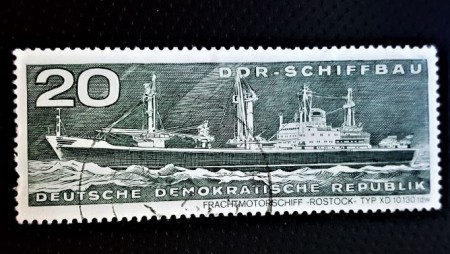 20
DDR-SCHIFFBAU
DEUTSCHE DEMOKRATISCHE REPUBLIK
FRACHTMOTORSCHIFF »ROSTOCK« TYP XD 10130 tdw